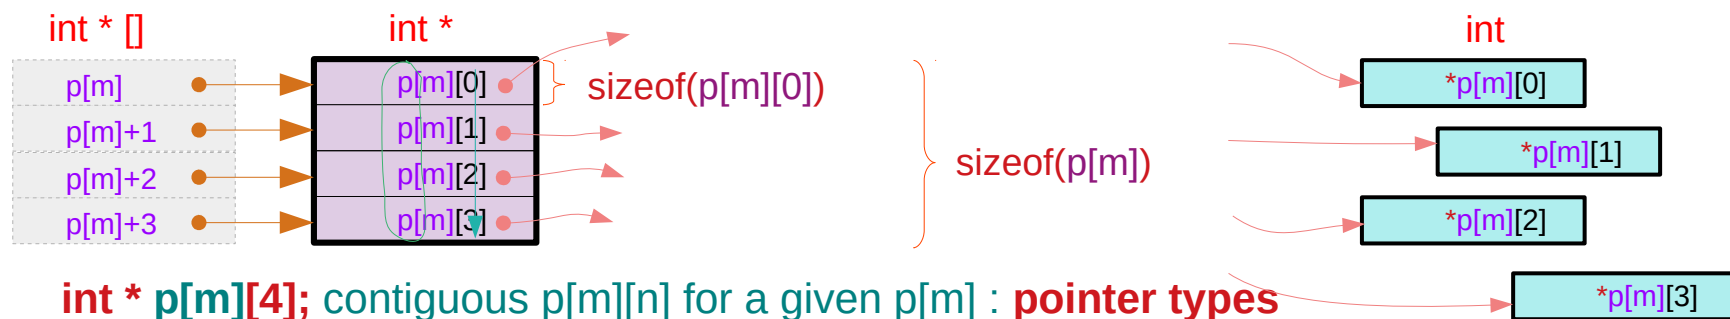 int * [] int * int
p[m] p[m][0] sizeof(p[m][0]) *p[m][0]
p[m]+1 p[m][1] *p[m][1]
sizeof(p[m])
p[m]+2 p[m][2] *p[m][2]
p[m]+3 p[m][3]
int * p[m][4]; contiguous p[m][n] for a given p[m] : pointer types *p[m][3]